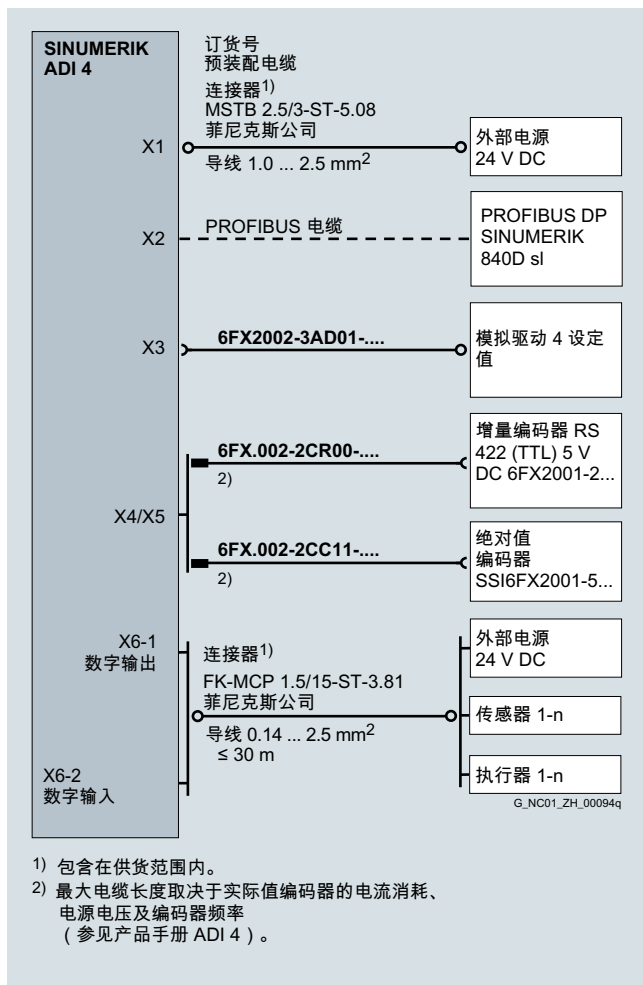 SINUMERIK
ADI 4
订货号
预装配电缆
连接器1)
MSTB 2.5/3-ST-5.08
菲尼克斯公司
X1
导线 1.0 ... 2.5 mm2
外部电源
24 V DC
X2
PROFIBUS 电缆
PROFIBUS DP
SINUMERIK
840D sl
X3
6FX2002-3AD01-....
模拟驱动 4 设定
值
X4/X5
6FX.002-2CR00-....
2)
增量编码器 RS
422 (TTL) 5 V
DC 6FX2001-2...
6FX.002-2CC11-....
2)
绝对值
编码器
SSI6FX2001-5...
X6-1
数字输出
连接器1)
FK-MCP 1.5/15-ST-3.81
菲尼克斯公司
导线 0.14 ... 2.5 mm2
≤ 30 m
外部电源
24 V DC
传感器 1-n
执行器 1-n
X6-2
数字输入
G_NC01_ZH_00094q
1) 包含在供货范围内。
2) 最大电缆长度取决于实际值编码器的电流消耗、
电源电压及编码器频率
(参见产品手册 ADI 4)。